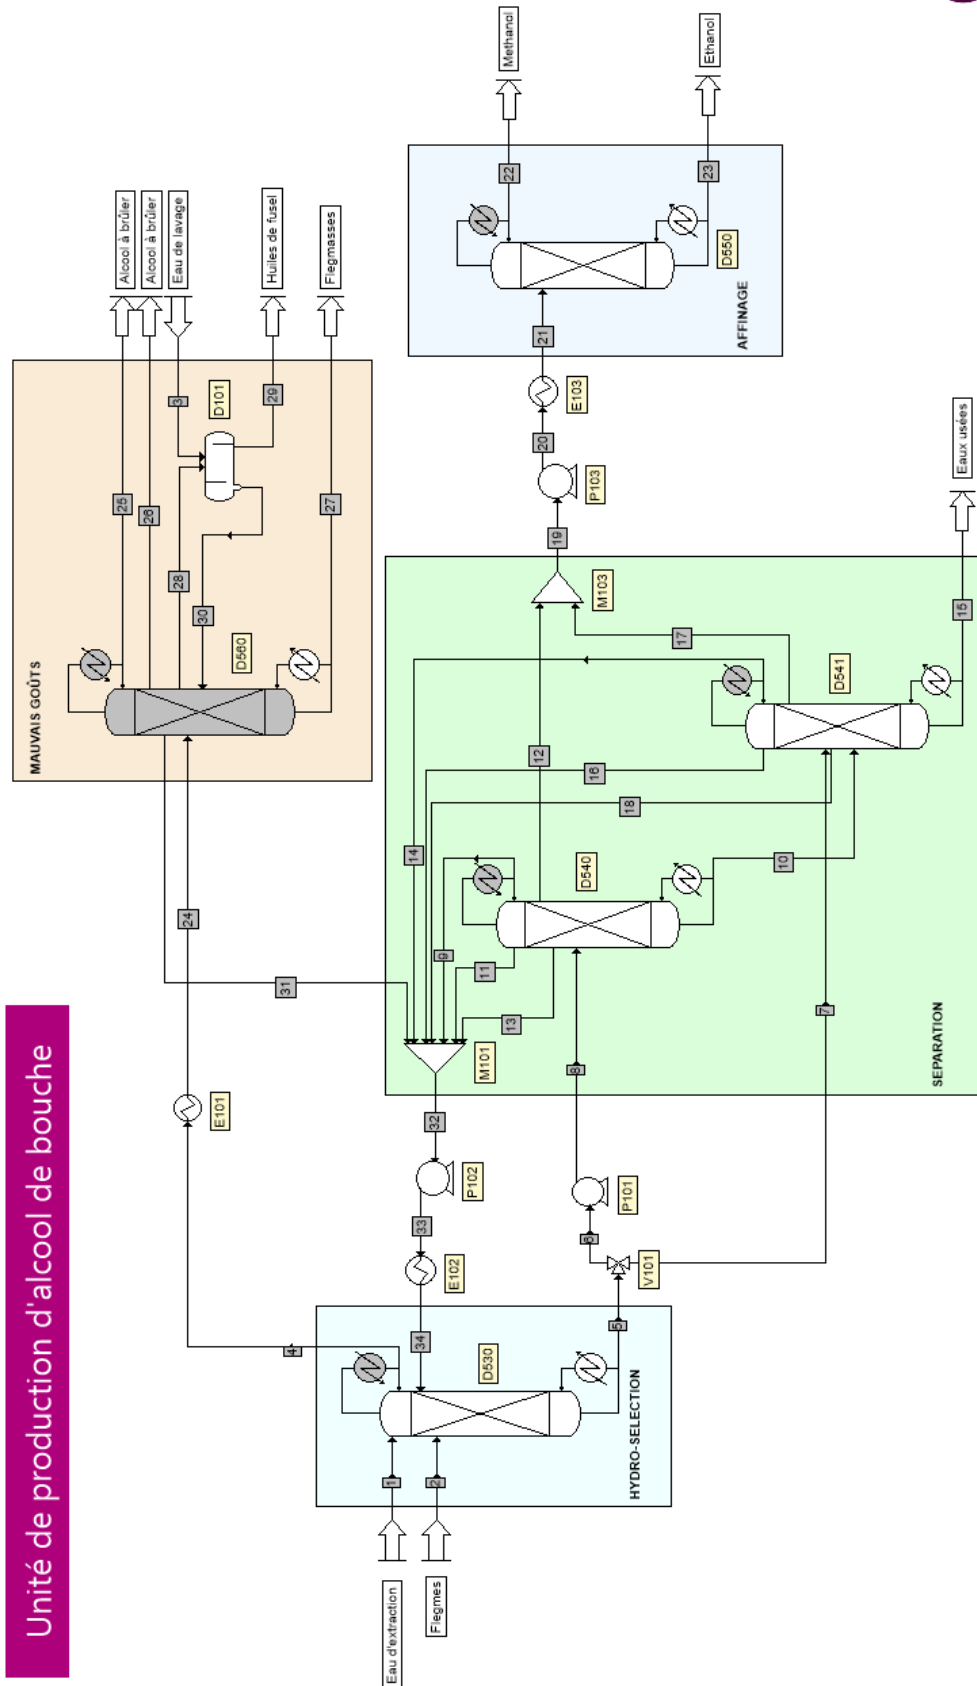 Unité de production d'alcool de bouche
MAUVAIS GOÛTS
Alcool à brûler
Alcool à brûler
Eau de lavage
Huiles de fusel
Flegmasses
25
26
3
D101
29
28
30
27
D560
24
31
E101
Methanol
Ethanol
22
23
D550
AFFINAGE
21
E103
20
P103
19
M103
17
12
14
16
18
D541
15
Eaux usées
D540
10
9
11
13
M101
8
7
SEPARATION
32
P102
33
E102
34
P101
6
V101
5
4
D530
HYDRO-SELECTION
1
2
Eau d'extraction
Flegmes